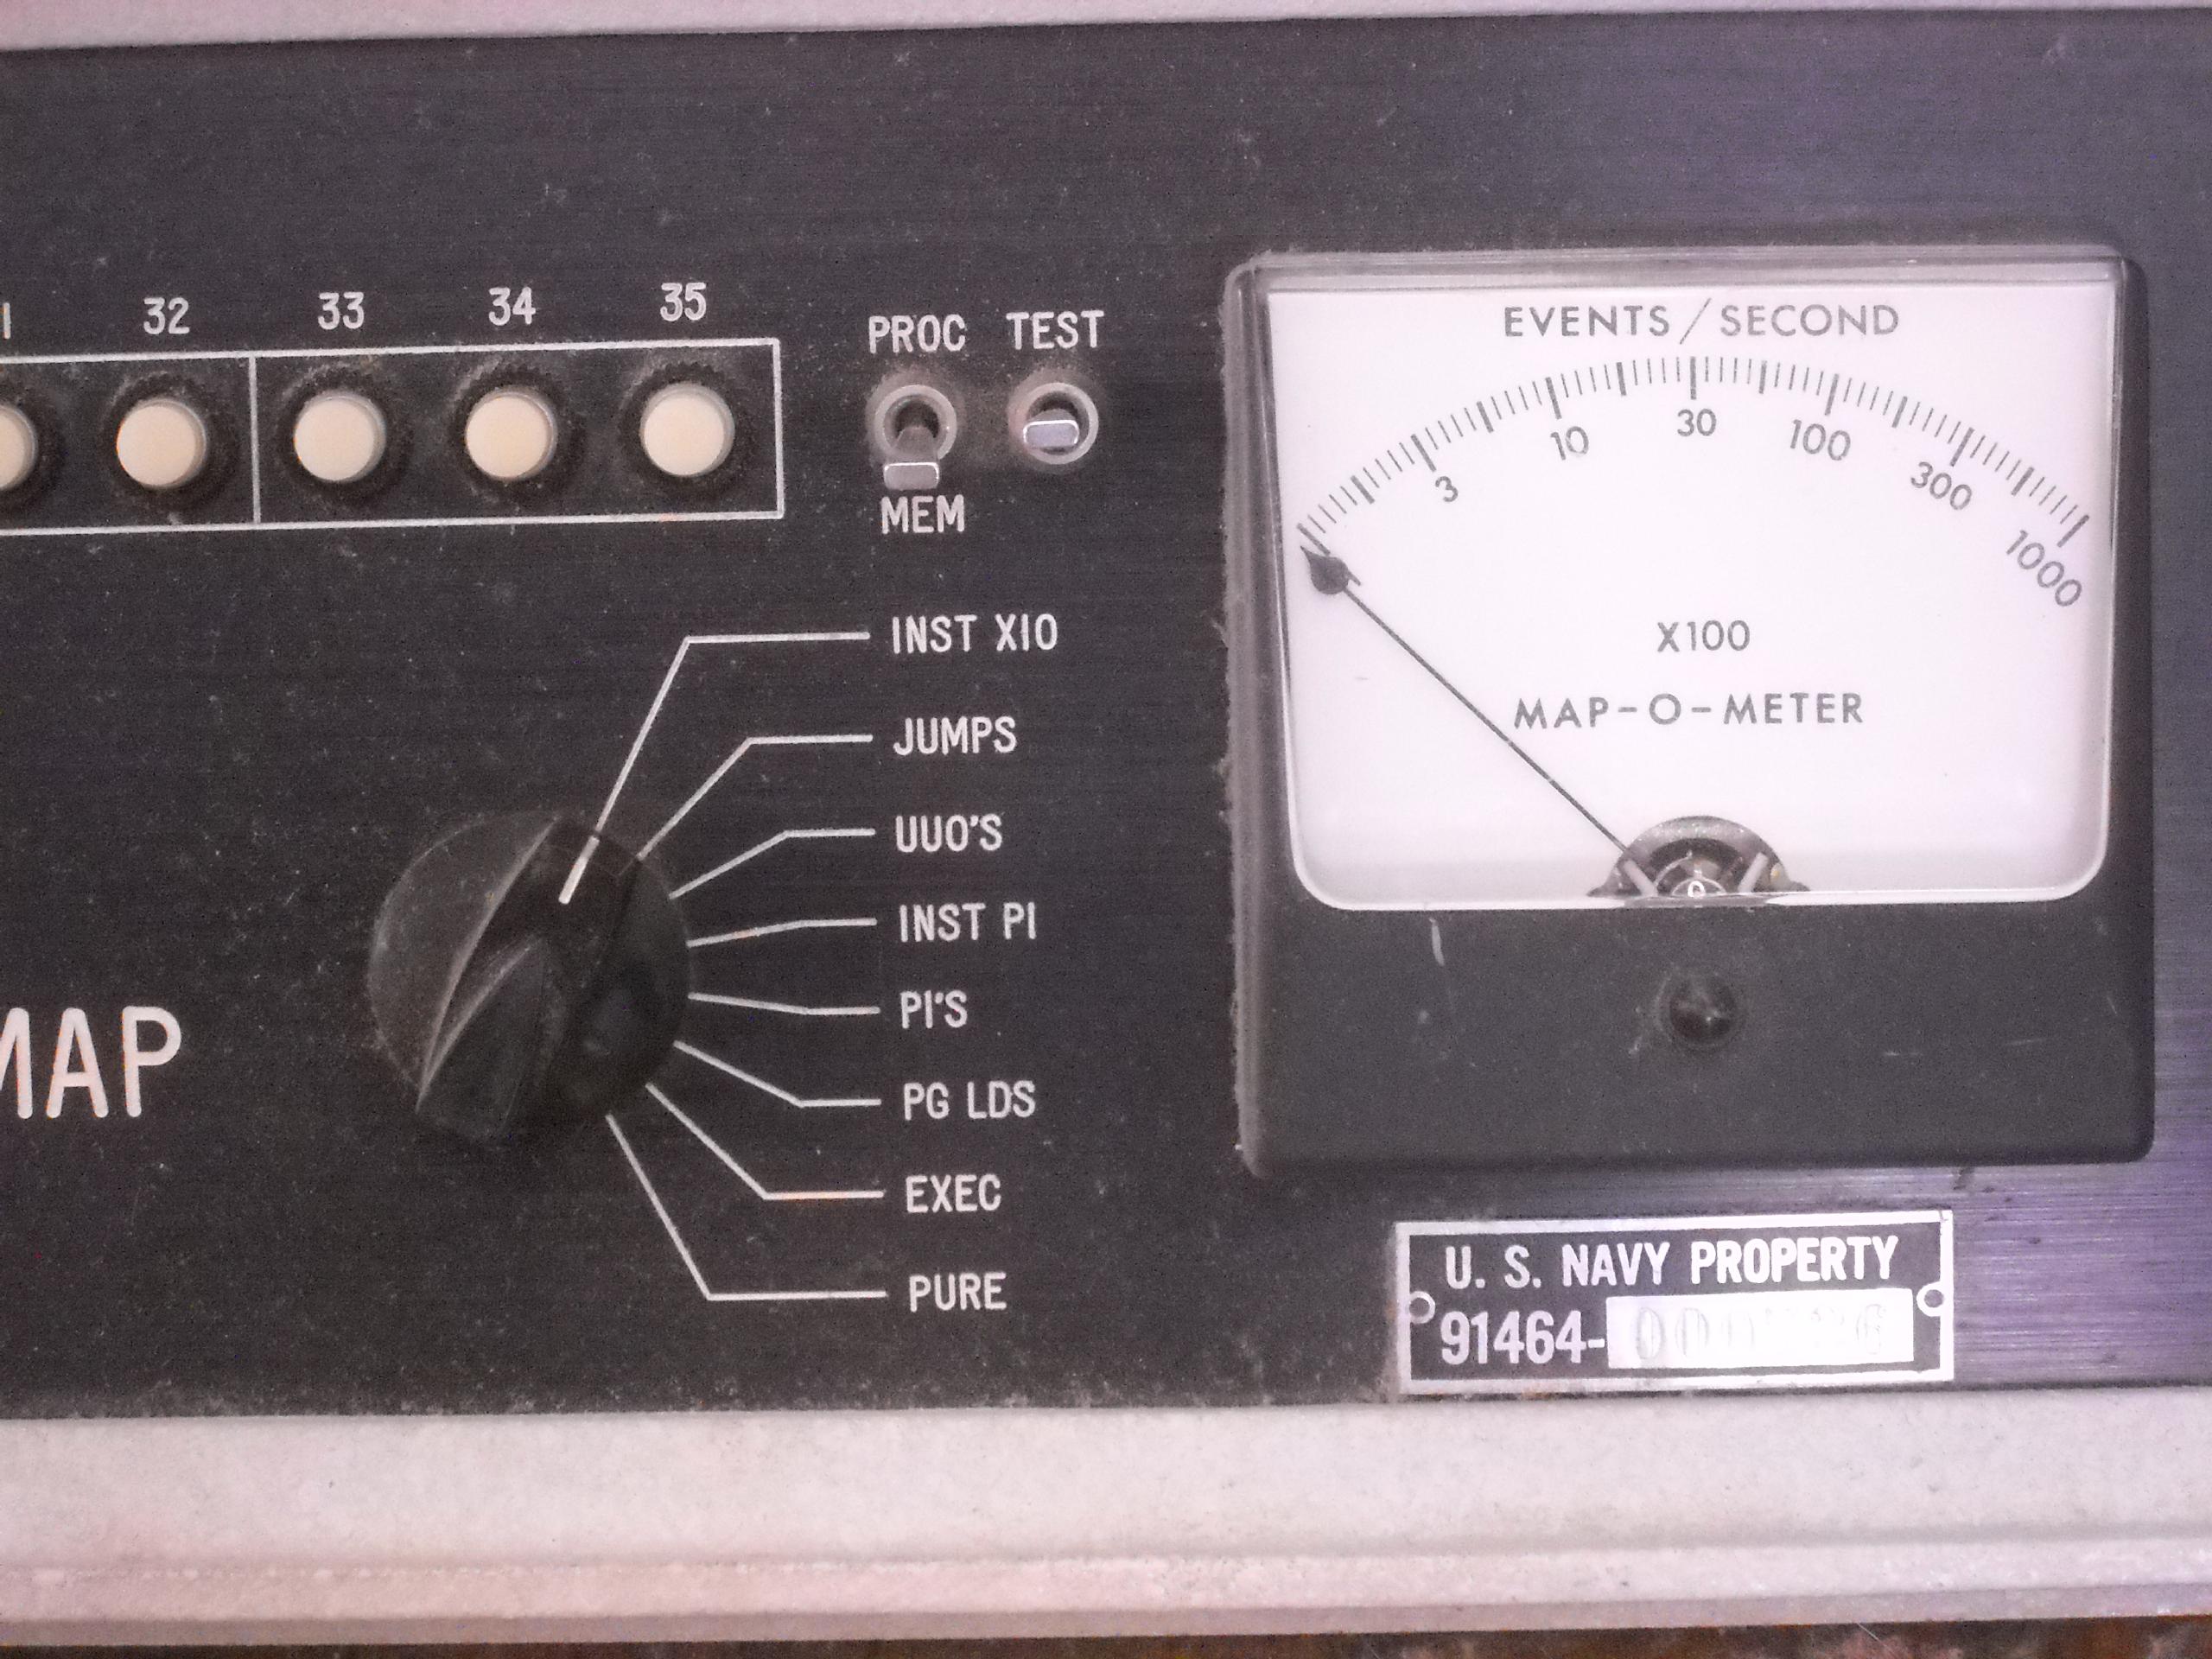 32 33 34 35
PROC TEST
MEM
INST X10
JUMPS
UUO'S
INST PI
PI'S
PG LDS
EXEC
PURE
MAP
EVENTS/SECOND
3 10 30 100 300 1000
X100
MAP-O-METER
U. S. NAVY PROPERTY
91464-